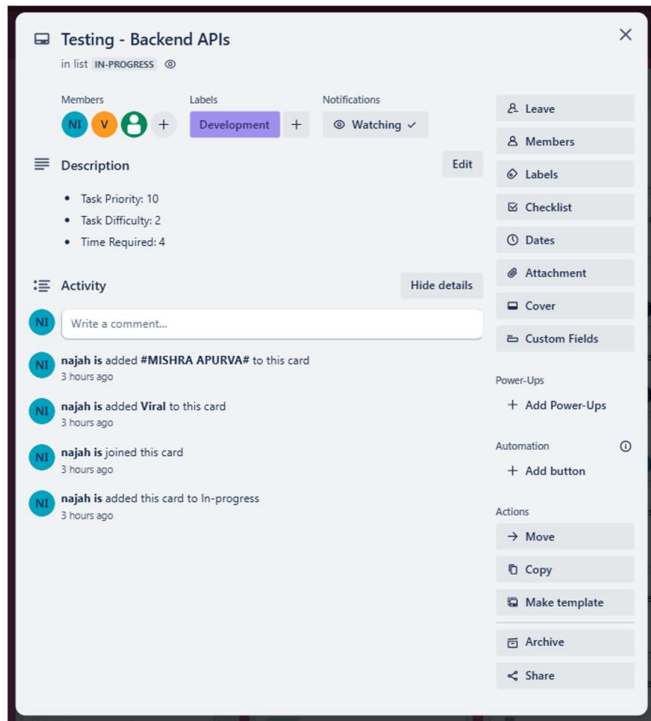 Testing - Backend APIs
in list IN-PROGRESS
Members
NI V
Labels
Development
Notifications
Watching
Description
Edit
Task Priority: 10
Task Difficulty: 2
Time Required: 4
Activity
Hide details
NI
Write a comment...
NI
najah is added #MISHRA APURVA# to this card
3 hours ago
NI
najah is added Viral to this card
3 hours ago
NI
najah is joined this card
3 hours ago
NI
najah is added this card to In-progress
3 hours ago
Leave
Members
Labels
Checklist
Dates
Attachment
Cover
Custom Fields
Power-Ups
+ Add Power-Ups
Automation
+ Add button
Actions
Move
Copy
Make template
Archive
Share